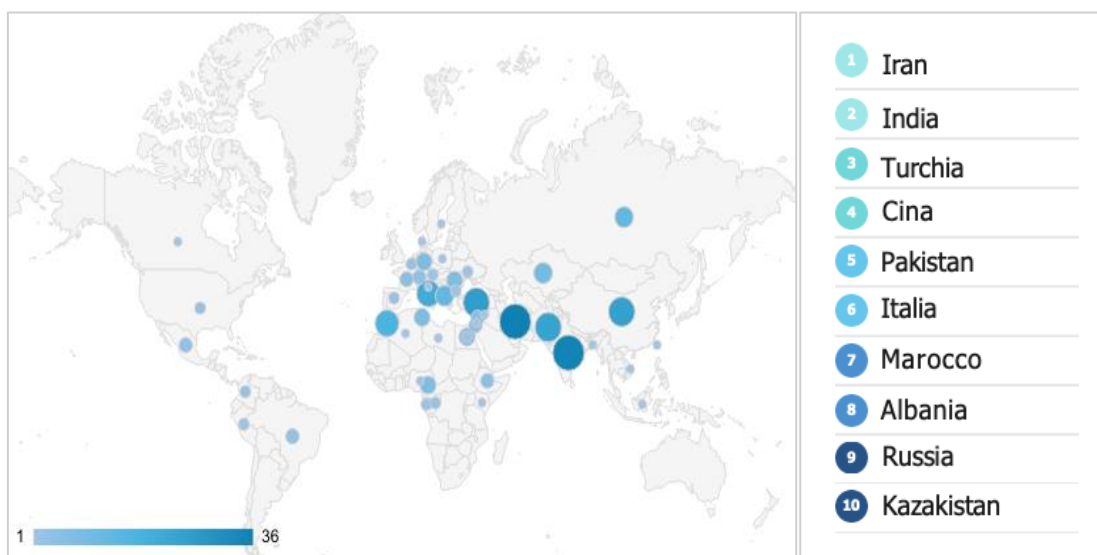 1 36
1 Iran
2 India
3 Turchia
4 Cina
5 Pakistan
6 Italia
7 Marocco
8 Albania
9 Russia
10 Kazakistan